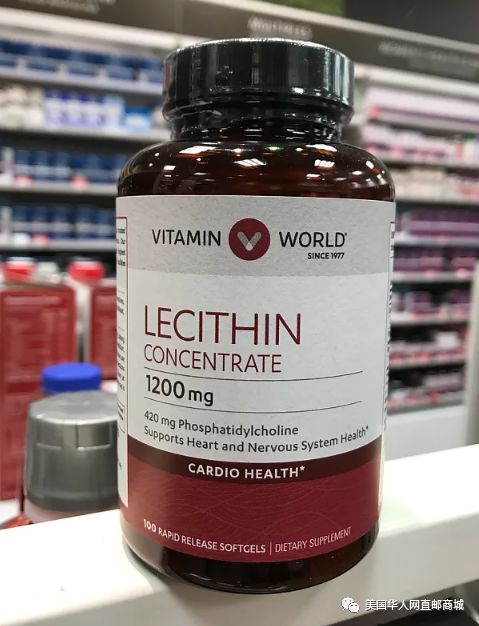 VITAMIN V WORLD®
SINCE 1977
LECITHIN
CONCENTRATE
1200 mg
420 mg Phosphatidylcholine
Supports Heart and Nervous System Health*
CARDIO HEALTH*
100 RAPID RELEASE SOFTGELS | DIETARY SUPPLEMENT
美国华人网直邮商城